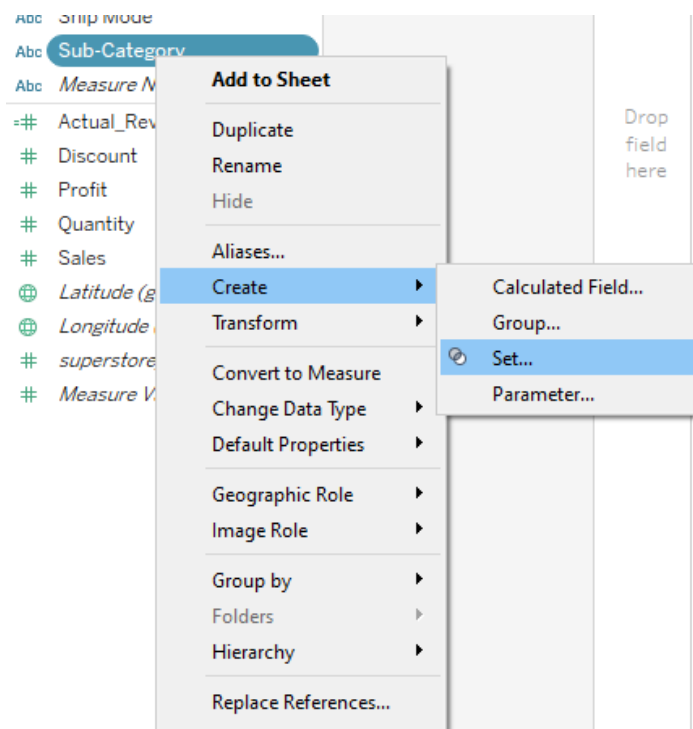 Abc Ship Mode
Abc Sub-Category
Abc Measure N
=# Actual_Rev
# Discount
# Profit
# Quantity
# Sales
Latitude (g
Longitude
# superstore
# Measure V
Add to Sheet
Duplicate
Rename
Hide
Aliases...
Create
Transform
Convert to Measure
Change Data Type
Default Properties
Geographic Role
Image Role
Group by
Folders
Hierarchy
Replace References...
Calculated Field...
Group...
Set...
Parameter...
Drop
field
here